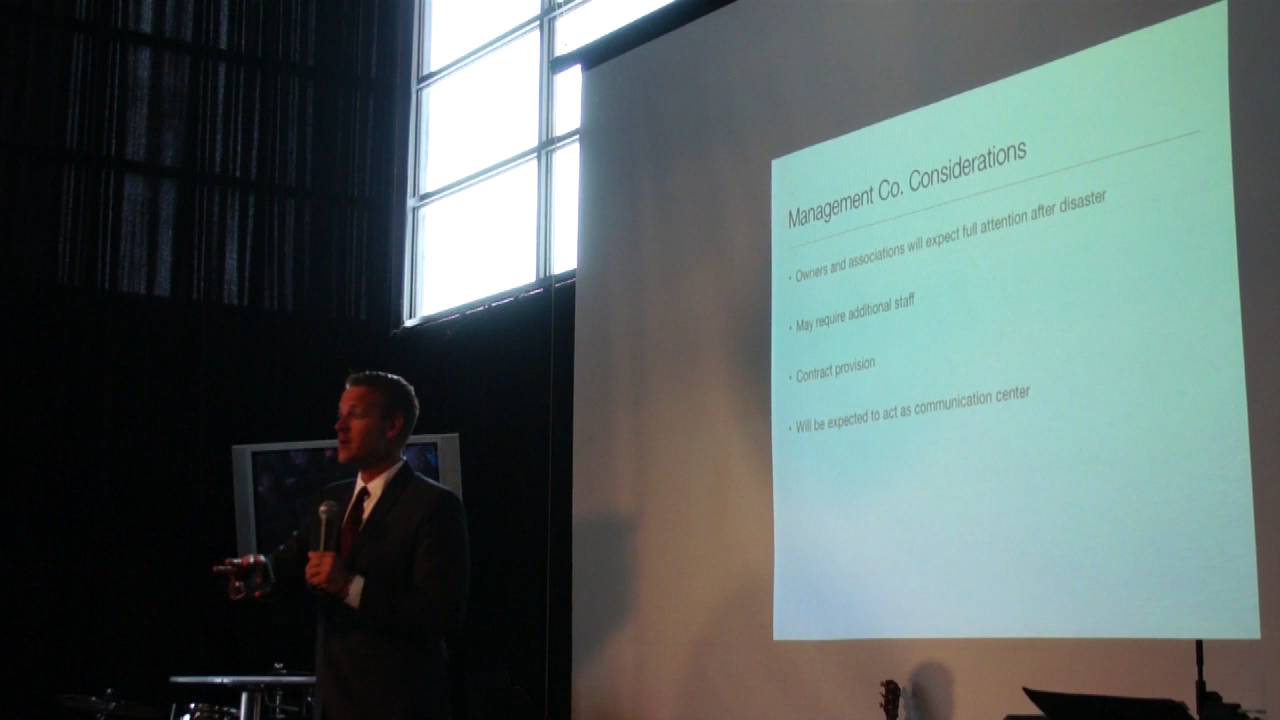 Management Co. Considerations
• Owners and associations will expect full attention after disaster
• May require additional staff
• Contract provision
• Will be expected to act as communication center